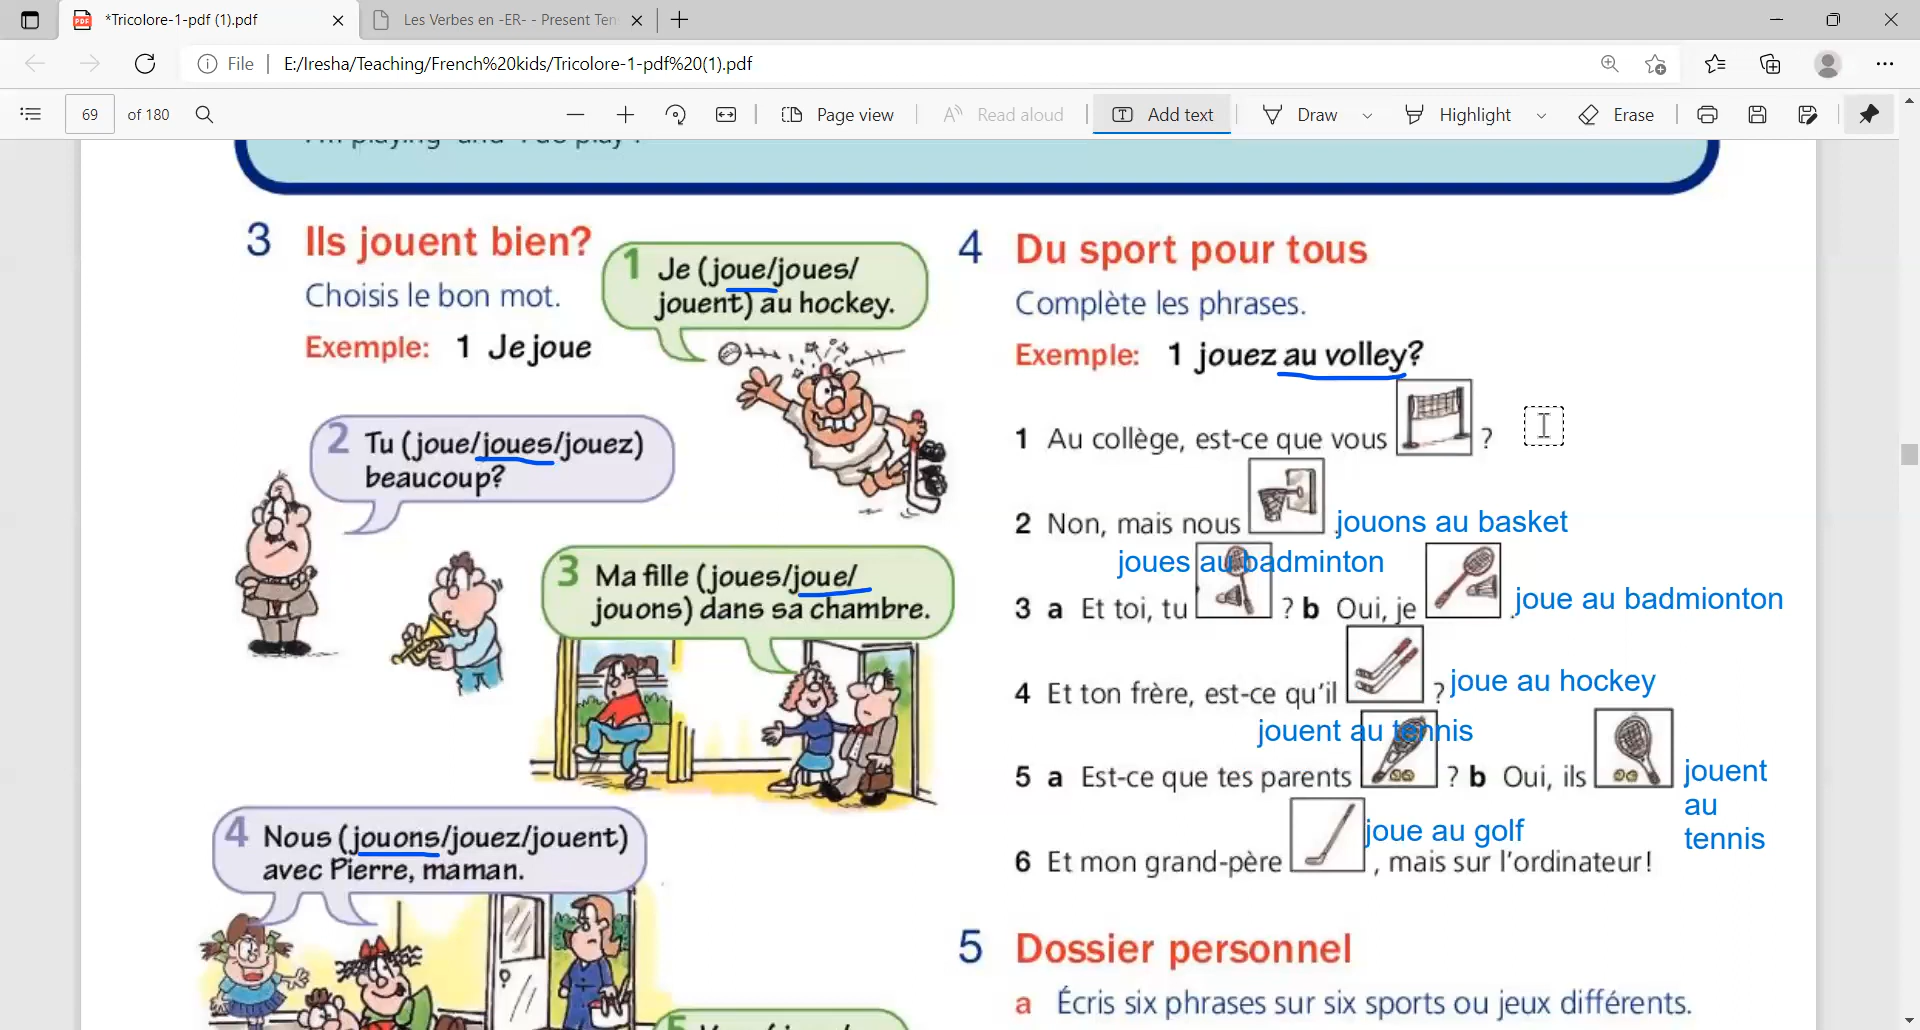 *Tricolore-1-pdf (1).pdf
Les Verbes en -ER- - Present Ten
File
E:/Iresha/Teaching/French%20kids/Tricolore-1-pdf%20(1).pdf
69 of 180
Page view
Read aloud
Add text
Draw
Highlight
Erase
3 Ils jouent bien?
Choisis le bon mot.
Exemple: 1 Je joue
1 Je (joue/joues/
jouent) au hockey.
2 Tu (joue/joues/jouez)
beaucoup?
3 Ma fille (joues/joue/
jouons) dans sa chambre.
4 Nous (jouons/jouez/jouent)
avec Pierre, maman.
5
4 Du sport pour tous
Complète les phrases.
Exemple: 1 jouez au volley?
1 Au collège, est-ce que vous ?
2 Non, mais nous jouons au basket
joues au badminton
3 a Et toi, tu ? b Oui, je . joue au badmionton
4 Et ton frère, est-ce qu'il ? joue au hockey
jouent au tennis
5 a Est-ce que tes parents ? b Oui, ils
jouent
au
tennis
joue au golf
6 Et mon grand-père , mais sur l'ordinateur!
5 Dossier personnel
a Écris six phrases sur six sports ou jeux différents.